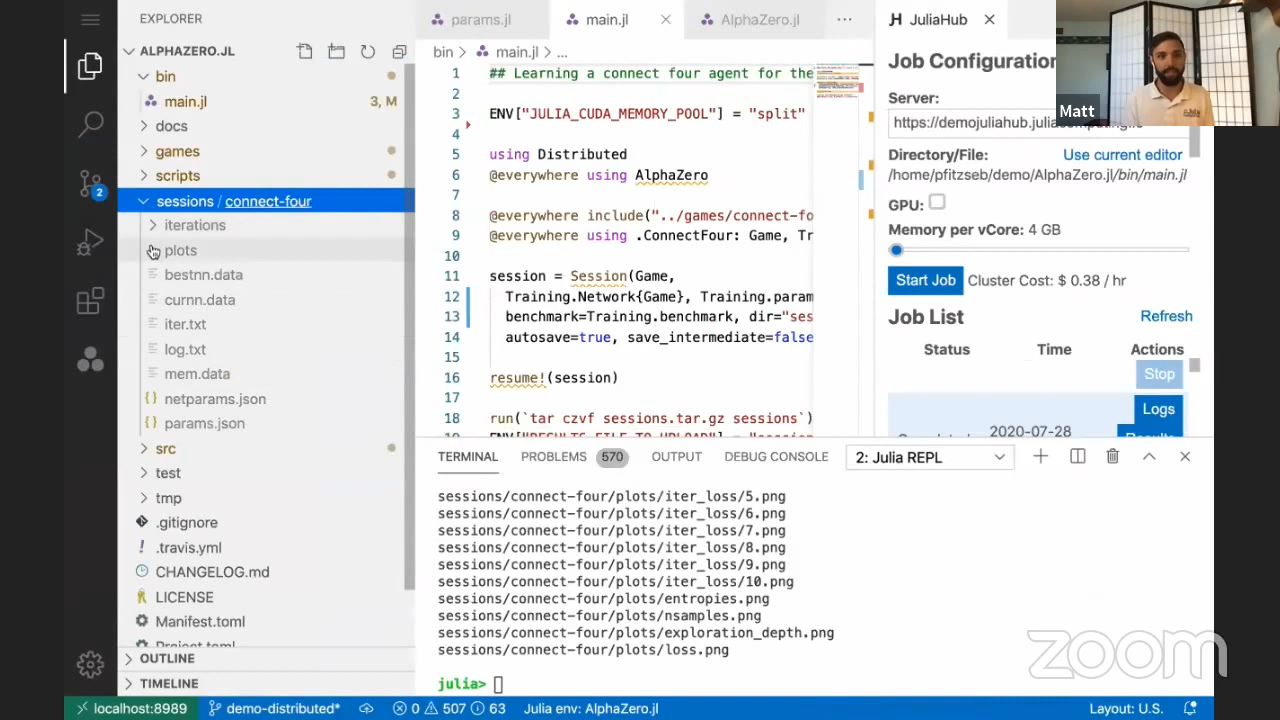 EXPLORER
ALPHAZERO.JL
bin
main.jl 3, M
docs
games
scripts
sessions / connect-four
iterations
plots
bestnn.data
curnn.data
iter.txt
log.txt
mem.data
netparams.json
params.json
src
test
tmp
.gitignore
.travis.yml
CHANGELOG.md
LICENSE
Manifest.toml
Project.toml
OUTLINE
TIMELINE
2
params.jl
main.jl
AlphaZero.jl
bin > main.jl > ...
1 ## Learning a connect four agent for the
2
3 ENV["JULIA_CUDA_MEMORY_POOL"] = "split"
4
5 using Distributed
6 @everywhere using AlphaZero
7
8 @everywhere include("../games/connect-fo
9 @everywhere using .ConnectFour: Game, Tr
10
11 session = Session(Game,
12 Training.Network{Game}, Training.param
13 benchmark=Training.benchmark, dir="ses
14 autosave=true, save_intermediate=false
15
16 resume!(session)
17
18 run(`tar czvf sessions.tar.gz sessions`)
JuliaHub
Job Configuration
Server:
https://demojuliahub.juliacomputing.
Directory/File: Use current editor
/home/pfitzseb/demo/AlphaZero.jl/bin/main.jl
GPU:
Memory per vCore: 4 GB
Start Job Cluster Cost: $ 0.38 / hr
Job List Refresh
Status Time Actions
Stop
Logs
2020-07-28
Results
Matt
TERMINAL PROBLEMS 570 OUTPUT DEBUG CONSOLE 2: Julia REPL
sessions/connect-four/plots/iter_loss/5.png
sessions/connect-four/plots/iter_loss/6.png
sessions/connect-four/plots/iter_loss/7.png
sessions/connect-four/plots/iter_loss/8.png
sessions/connect-four/plots/iter_loss/9.png
sessions/connect-four/plots/iter_loss/10.png
sessions/connect-four/plots/entropies.png
sessions/connect-four/plots/nsamples.png
sessions/connect-four/plots/exploration_depth.png
sessions/connect-four/plots/loss.png
julia>
zoom
localhost:8989 demo-distributed* 0 507 63 Julia env: AlphaZero.jl Layout: U.S.